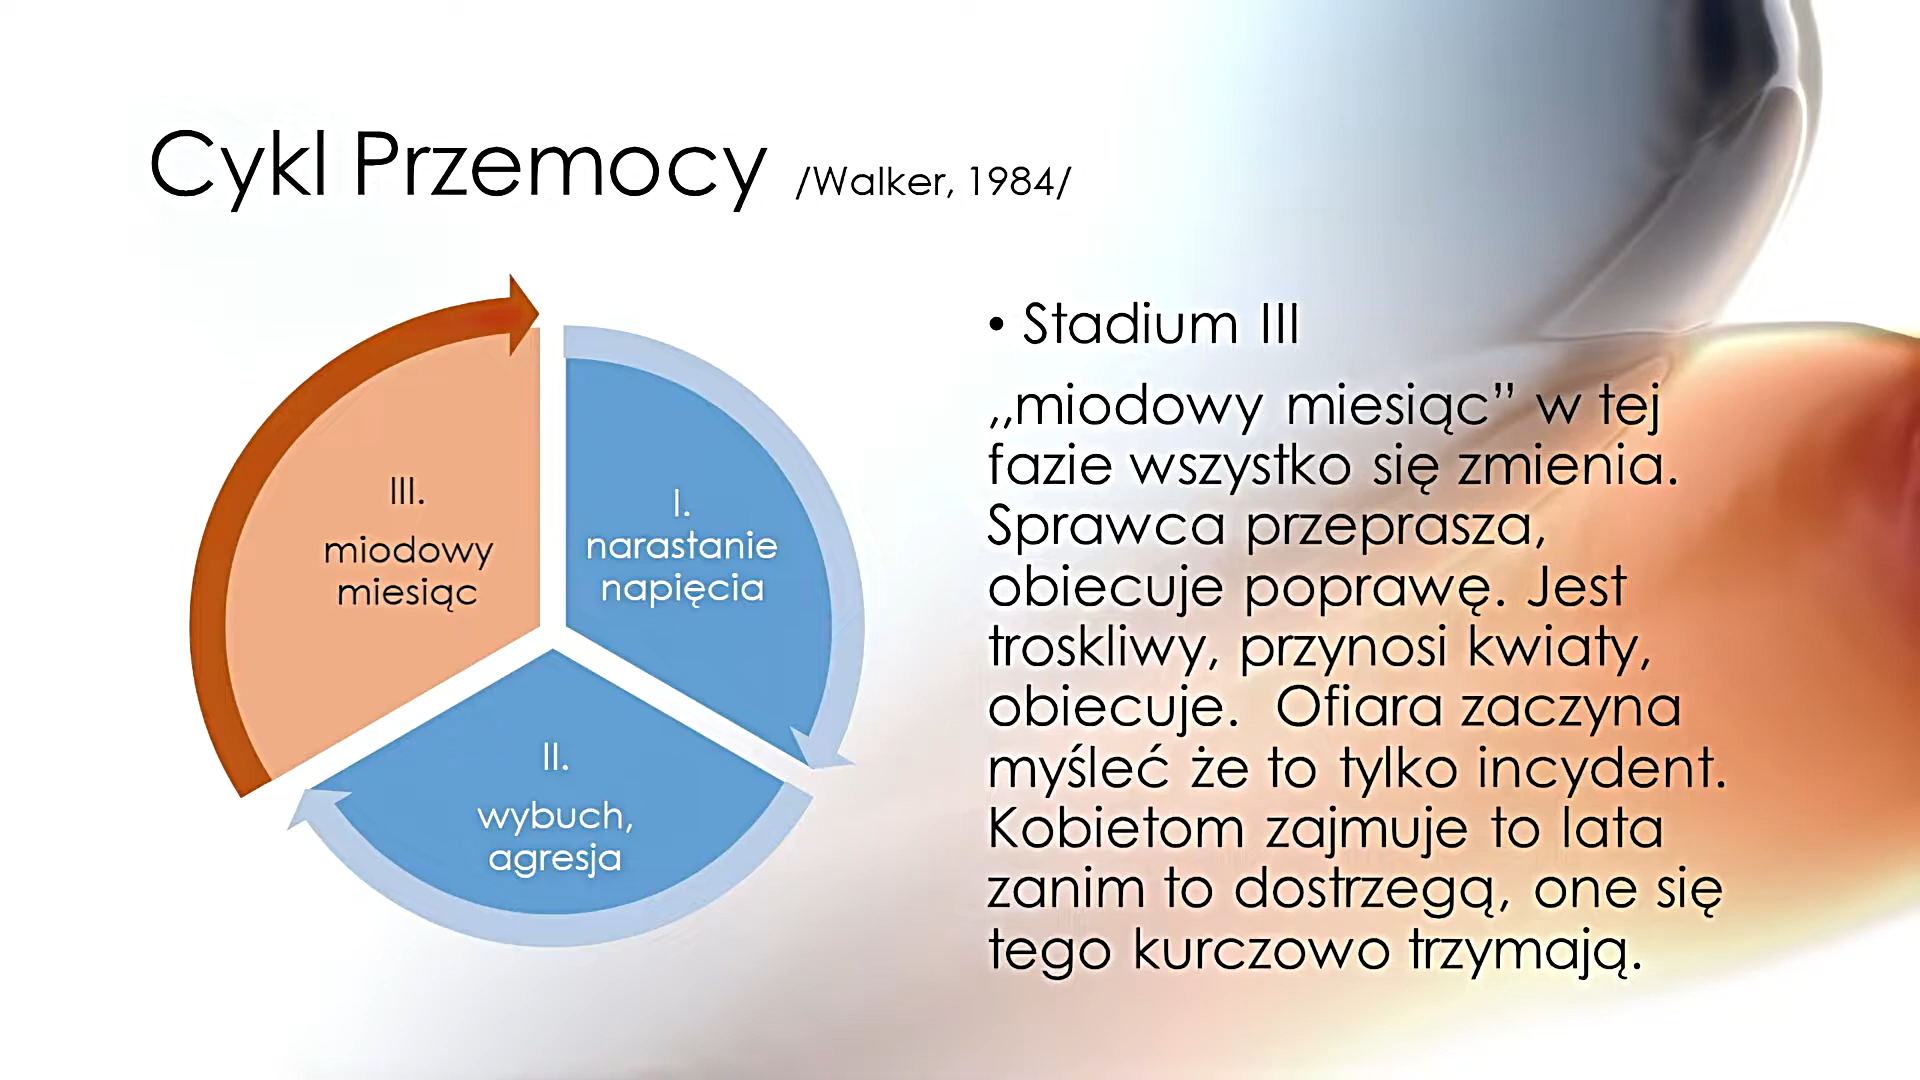 Cykl Przemocy /Walker, 1984/
III.
miodowy
miesiąc
I.
narastanie
napięcia
II.
wybuch,
agresja
• Stadium III
,,miodowy miesiąc” w tej
fazie wszystko się zmienia.
Sprawca przeprasza,
obiecuje poprawę. Jest
troskliwy, przynosi kwiaty,
obiecuje.  Ofiara zaczyna
myśleć że to tylko incydent.
Kobietom zajmuje to lata
zanim to dostrzegą, one się
tego kurczowo trzymają.